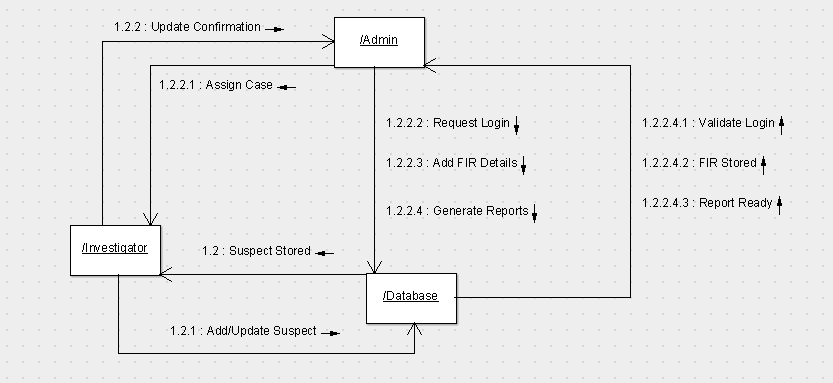 1.2.2 : Update Confirmation
/Admin
1.2.2.1 : Assign Case
1.2.2.2 : Request Login
1.2.2.4.1 : Validate Login
1.2.2.3 : Add FIR Details
1.2.2.4.2 : FIR Stored
1.2.2.4 : Generate Reports
1.2.2.4.3 : Report Ready
/Investigator
1.2 : Suspect Stored
/Database
1.2.1 : Add/Update Suspect